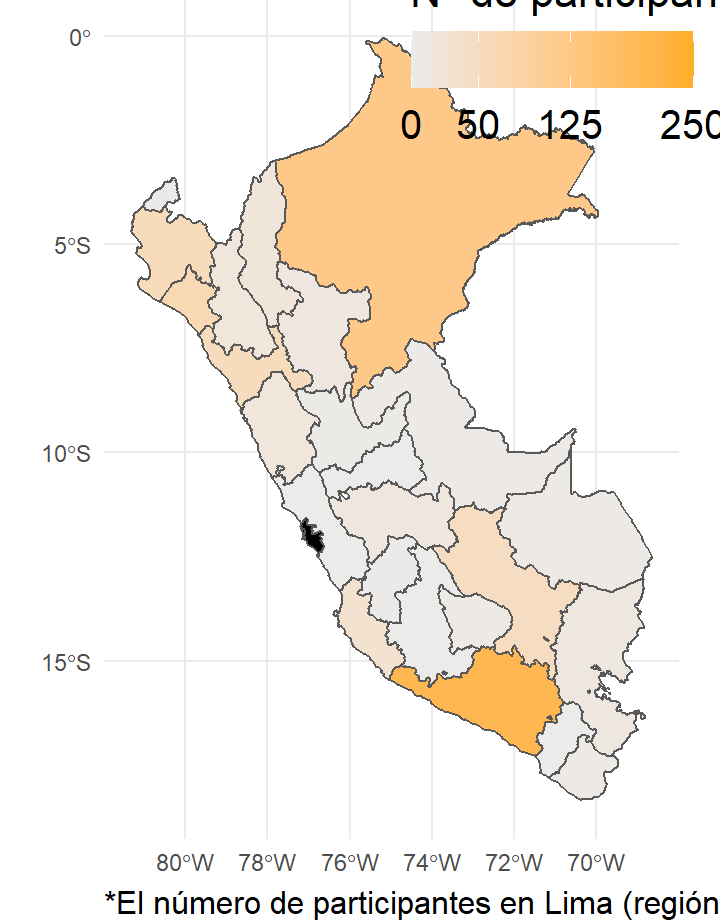 N° de participan
0 50 125 250
0°
5°S
10°S
15°S
80°W 78°W 76°W 74°W 72°W 70°W
*El número de participantes en Lima (región